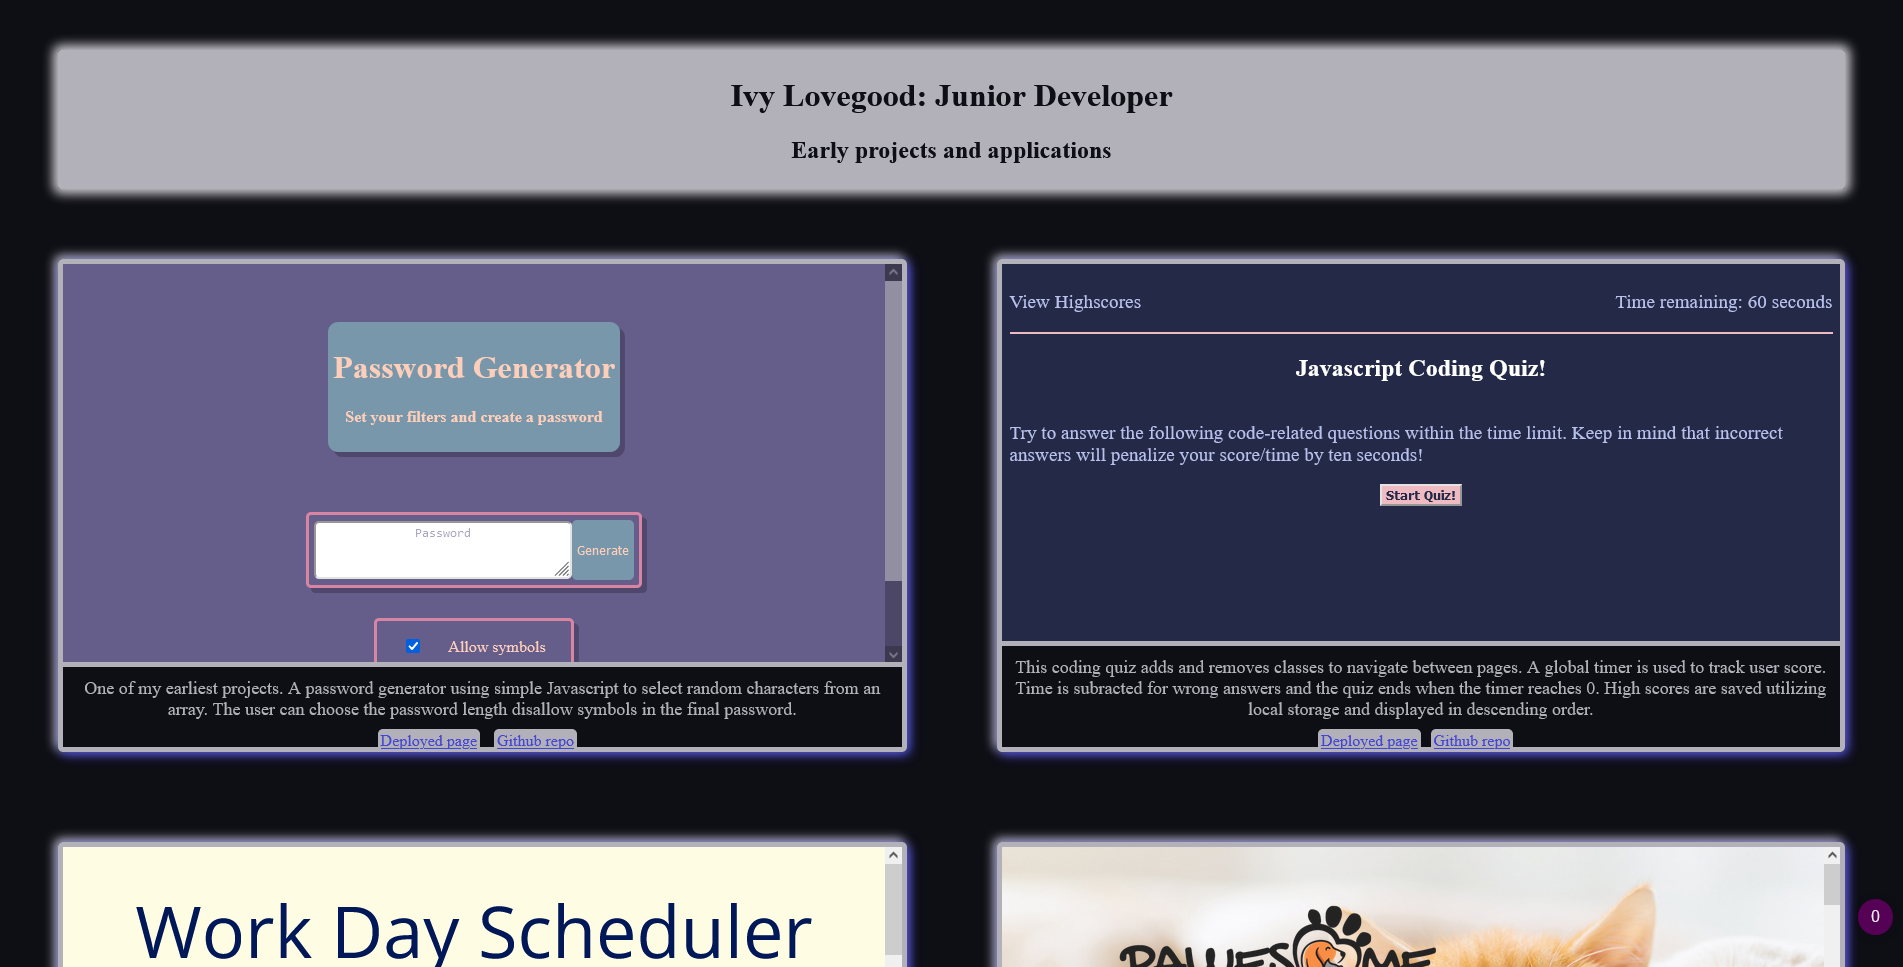 Ivy Lovegood: Junior Developer
Early projects and applications
Password Generator
Set your filters and create a password
Password
Generate
Allow symbols
One of my earliest projects. A password generator using simple Javascript to select random characters from an
array. The user can choose the password length disallow symbols in the final password.
Deployed page Github repo
View Highscores Time remaining: 60 seconds
Javascript Coding Quiz!
Try to answer the following code-related questions within the time limit. Keep in mind that incorrect
answers will penalize your score/time by ten seconds!
Start Quiz!
This coding quiz adds and removes classes to navigate between pages. A global timer is used to track user score.
Time is subracted for wrong answers and the quiz ends when the timer reaches 0. High scores are saved utilizing
local storage and displayed in descending order.
Deployed page Github repo
Work Day Scheduler
PAWESOME
0